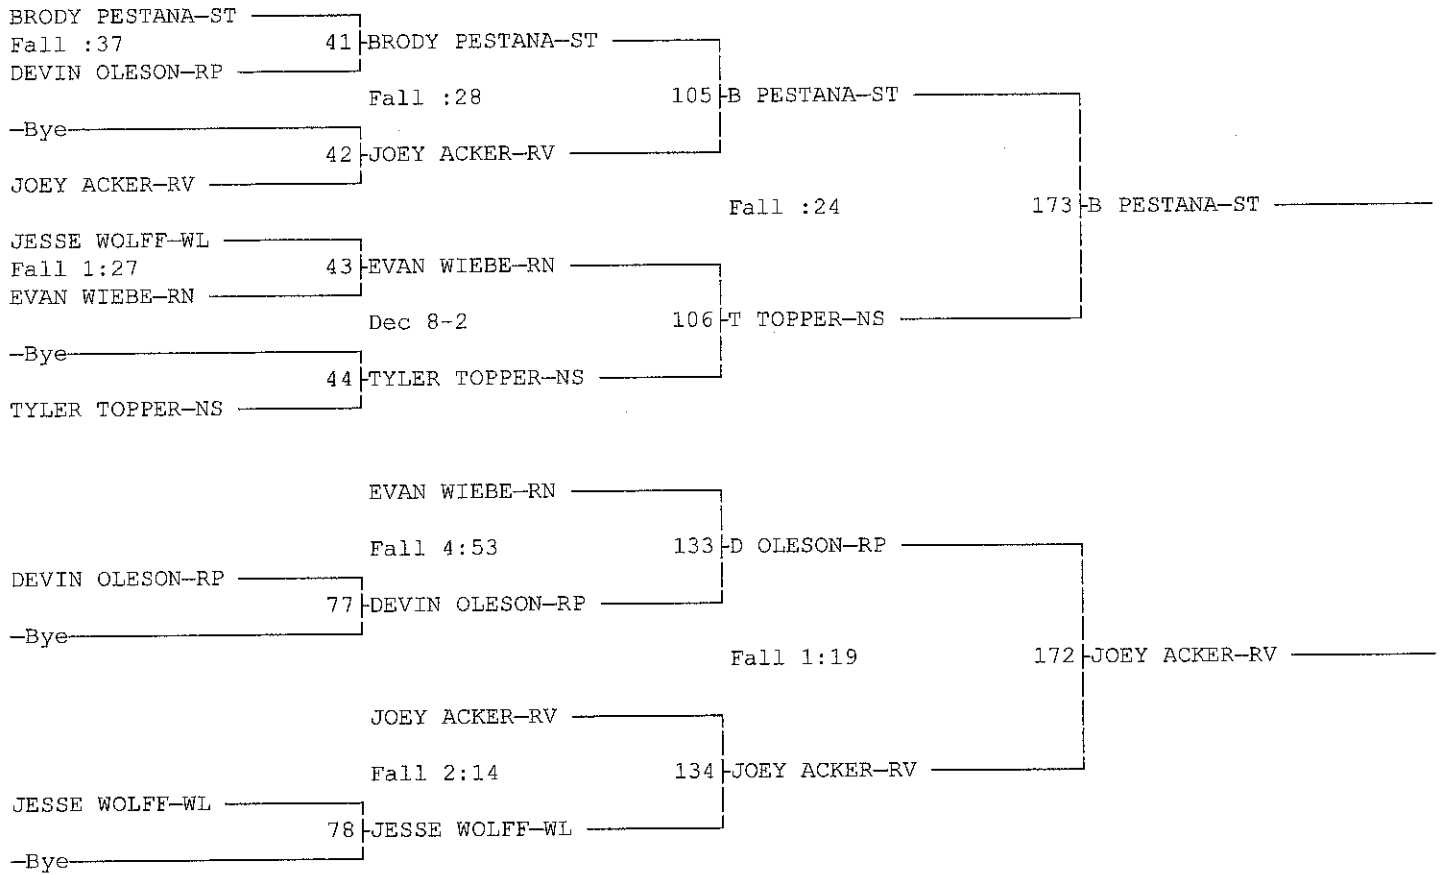 BRODY PESTANA-ST
Fall :37 41 BRODY PESTANA-ST
DEVIN OLESON-RP
Fall :28 105 B PESTANA-ST
-Bye
42 JOEY ACKER-RV
JOEY ACKER-RV
Fall :24 173 B PESTANA-ST
JESSE WOLFF-WL
Fall 1:27 43 EVAN WIEBE-RN
EVAN WIEBE-RN
Dec 8-2 106 T TOPPER-NS
-Bye
44 TYLER TOPPER-NS
TYLER TOPPER-NS
EVAN WIEBE-RN
Fall 4:53 133 D OLESON-RP
DEVIN OLESON-RP
77 DEVIN OLESON-RP
-Bye
Fall 1:19 172 JOEY ACKER-RV
JOEY ACKER-RV
Fall 2:14 134 JOEY ACKER-RV
JESSE WOLFF-WL
78 JESSE WOLFF-WL
-Bye